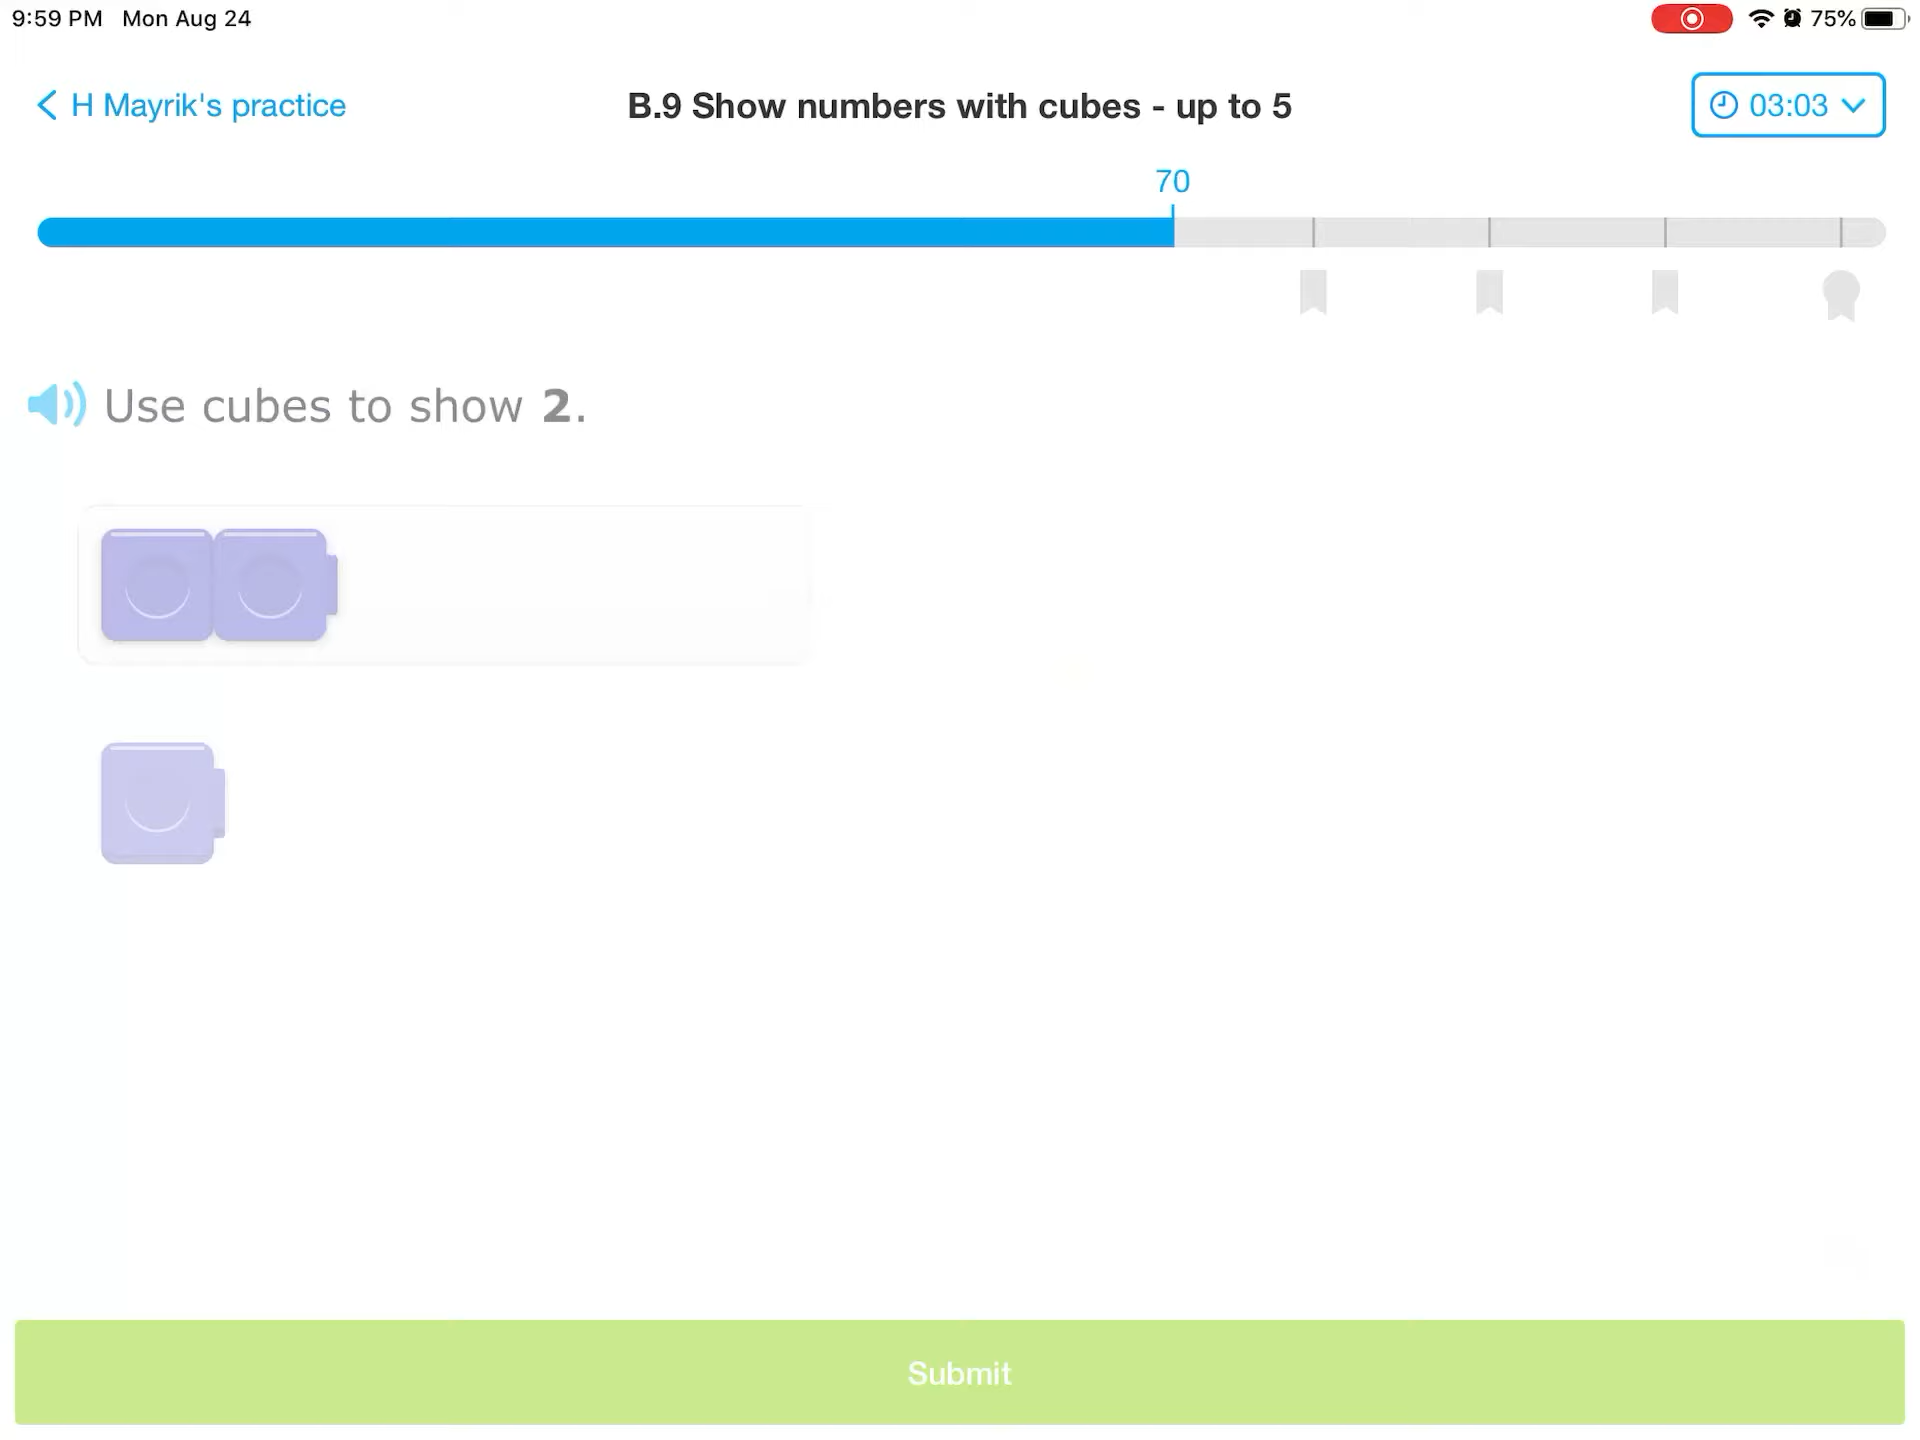 9:59 PM Mon Aug 24
75%
H Mayrik's practice
B.9 Show numbers with cubes - up to 5
03:03
70
Use cubes to show 2.
Submit